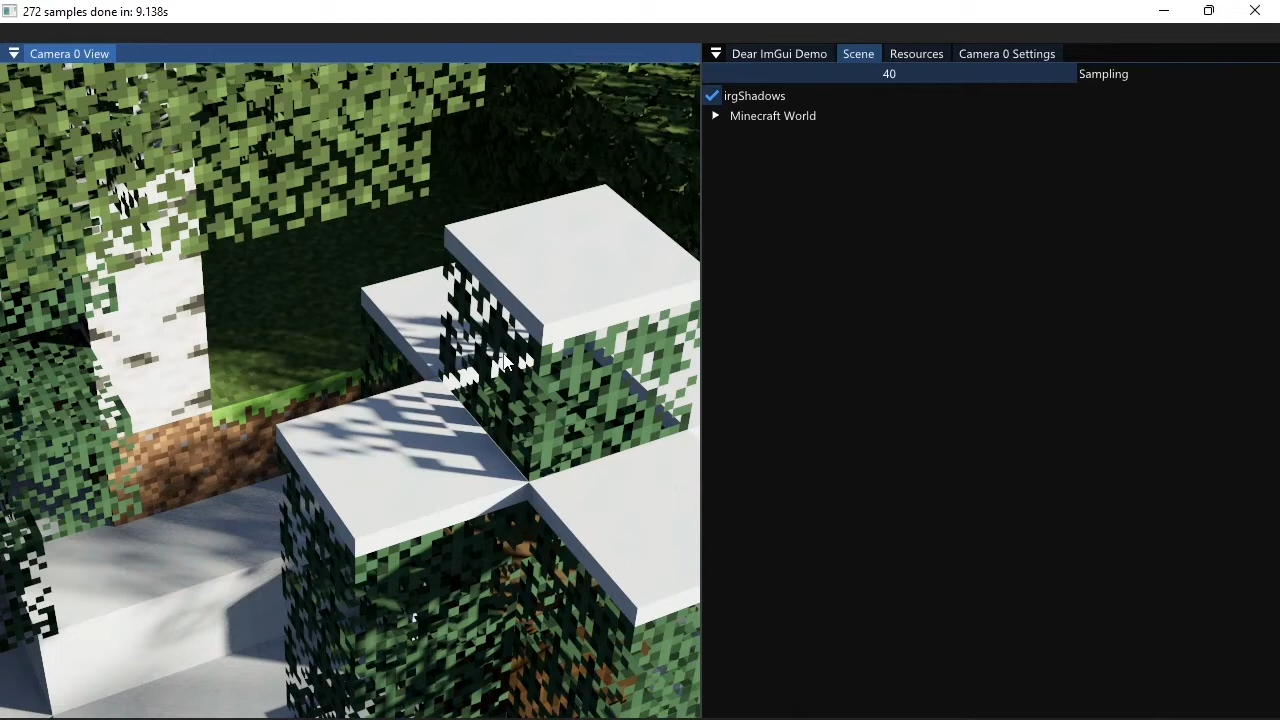 272 samples done in: 9.138s
Camera 0 View
Dear ImGui Demo Scene Resources Camera 0 Settings
40 Sampling
irgShadows
Minecraft World